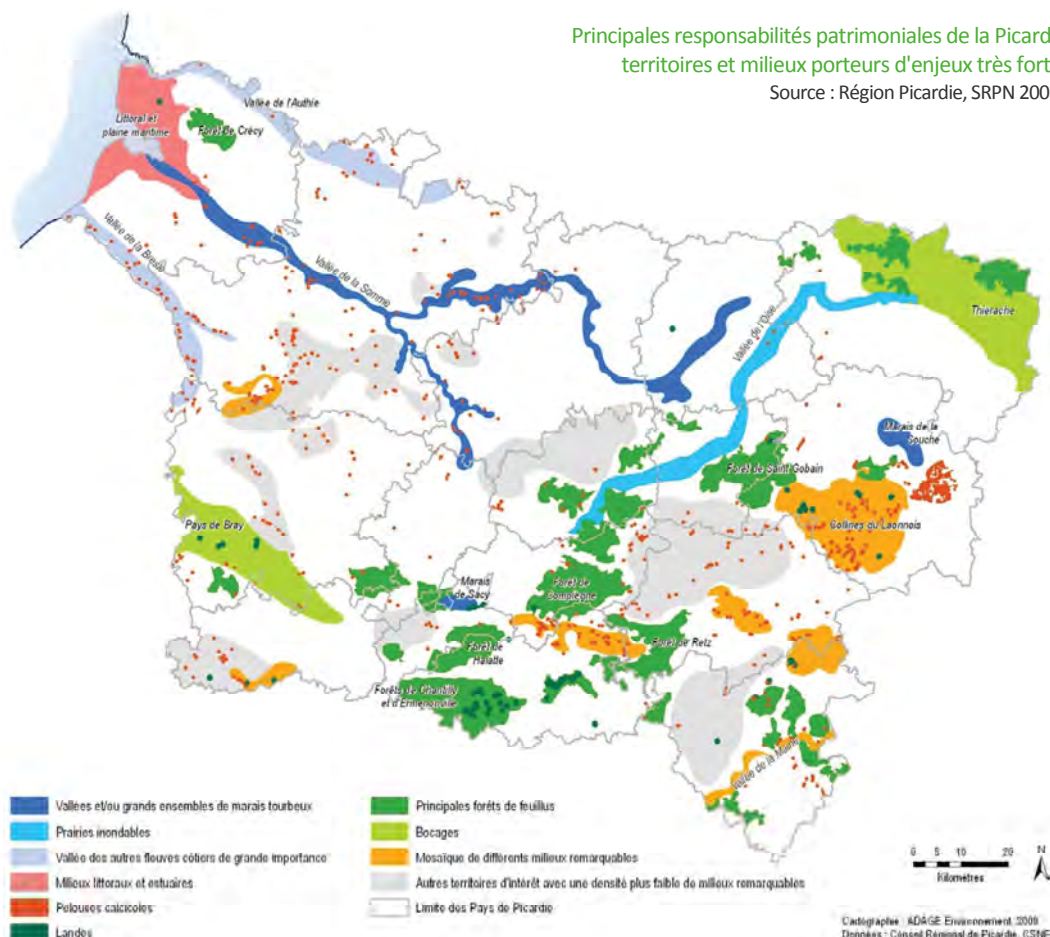 Principales responsabilités patrimoniales de la Picard
territoires et milieux porteurs d'enjeux très fort
Source : Région Picardie, SRPN 200
Vallée de l'Authie
Littoral et
plaine maritime
Forêt de Crécy
Vallée de la Bresle
Vallée de la Somme
Vallée de l'Oise
Thiérache
Marais de la
Souche
Forêt de Saint Gobain
Collines du Laonnois
Pays de Bray
Marais
de Sacy
Forêt de
Compiègne
Forêt de
Halatte
Forêt de Retz
Forêts de Chantilly
et d'Ermenonville
Vallée de la Marne
Vallées et/ou grands ensembles de marais tourbeux
Prairies inondables
Vallée des autres fleuves côtiers de grande importance
Milieux littoraux et estuaires
Pelouses calcicoles
Landes
Principales forêts de feuillus
Bocages
Mosaïque de différents milieux remarquables
Autres territoires d'intérêt avec une densité plus faible de milieux remarquables
Limite des Pays de Picardie
0 5 10 20
Kilomètres
N
Cartographie : ADAGE Environnement 2009
Données : Conseil Régional de Picardie, CSNE